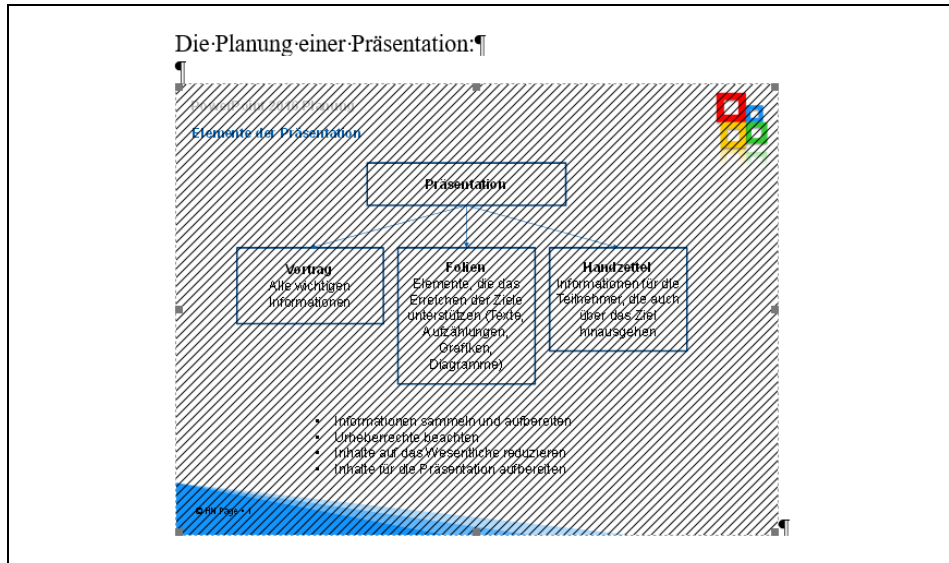 Die·Planung·einer·Präsentation:¶
¶
PowerPoint 2016 Planung
Elemente der Präsentation
Präsentation
Vortrag
Alle wichtigen
Informationen
Folien
Elemente, die das
Erreichen der Ziele
unterstützen (Texte,
Aufzählungen,
Grafiken,
Diagramme)
Handzettel
Informationen für die
Teilnehmer, die auch
über das Ziel
hinausgehen
• Informationen sammeln und aufbereiten
• Urheberrechte beachten
• Inhalte auf das Wesentliche reduzieren
• Inhalte für die Präsentation aufbereiten
© HN Page • 1
¶